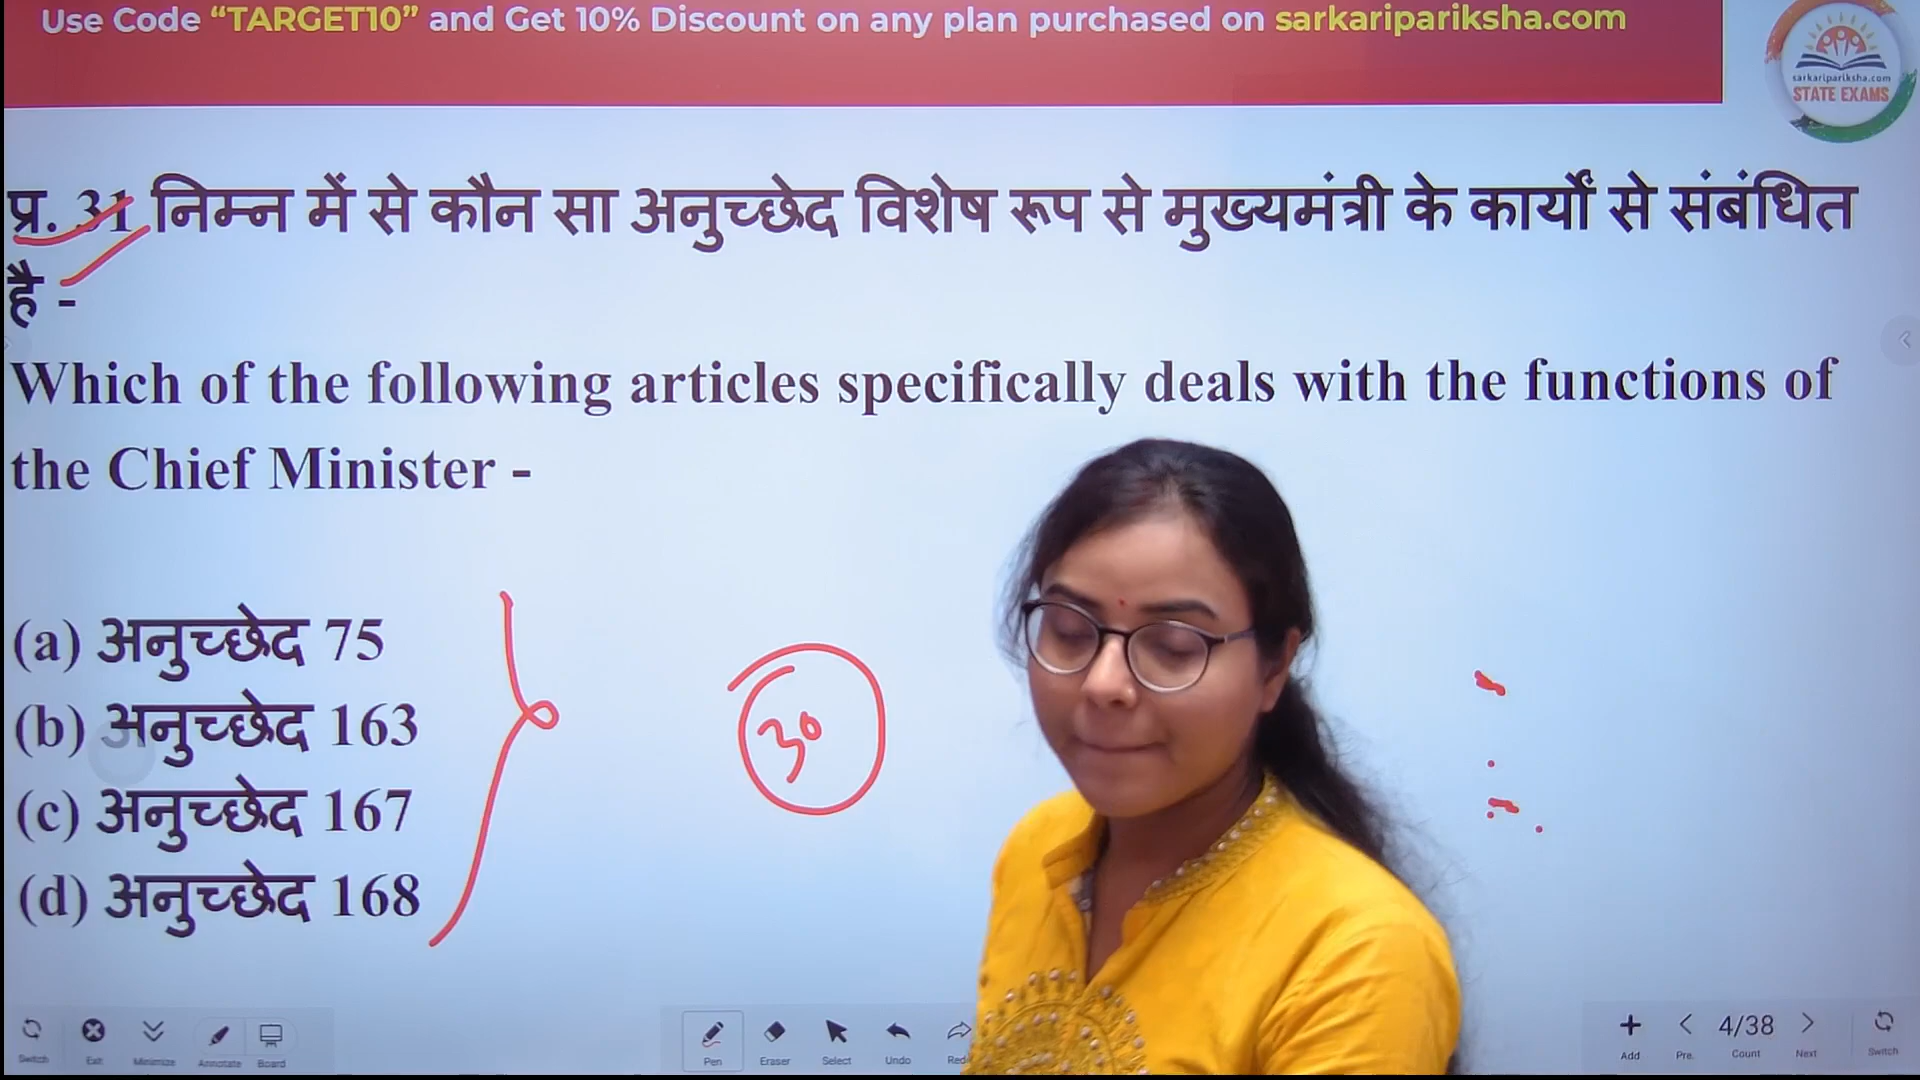 Use Code “TARGET10” and Get 10% Discount on any plan purchased on sarkaripariksha.com
sarkaripariksha.com
STATE EXAMS
प्र. 31 निम्न में से कौन सा अनुच्छेद विशेष रूप से मुख्यमंत्री के कार्यों से संबंधित
है -
Which of the following articles specifically deals with the functions of
the Chief Minister -
(a) अनुच्छेद 75
(b) अनुच्छेद 163
(c) अनुच्छेद 167
(d) अनुच्छेद 168
30
Switch Exit Minimize Annotate Board Pen Eraser Select Undo Red
Add Pre. 4/38 Count Next Switch